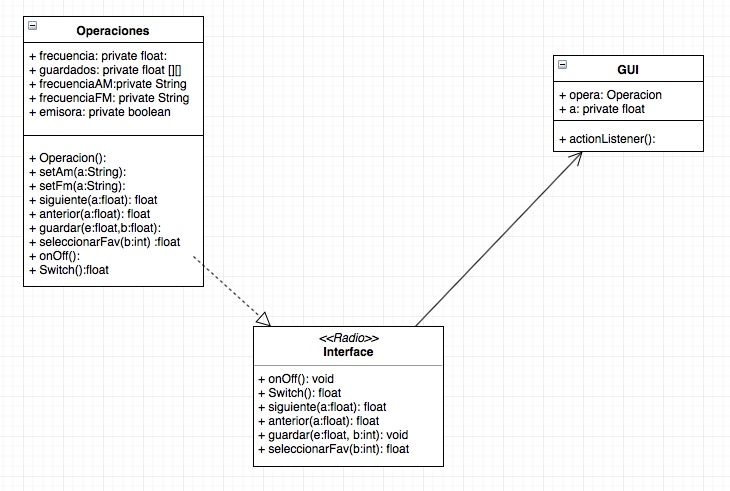 Operaciones
+ frecuencia: private float:
+ guardados: private float [][]
+ frecuenciaAM:private String
+ frecuenciaFM: private String
+ emisora: private boolean
+ Operacion():
+ setAm(a:String):
+ setFm(a:String):
+ siguiente(a:float): float
+ anterior(a:float): float
+ guardar(e:float,b:float):
+ seleccionarFav(b:int) :float
+ onOff():
+ Switch():float
GUI
+ opera: Operacion
+ a: private float
+ actionListener():
<<Radio>>
Interface
+ onOff(): void
+ Switch(): float
+ siguiente(a:float): float
+ anterior(a:float): float
+ guardar(e:float, b:int): void
+ seleccionarFav(b:int): float